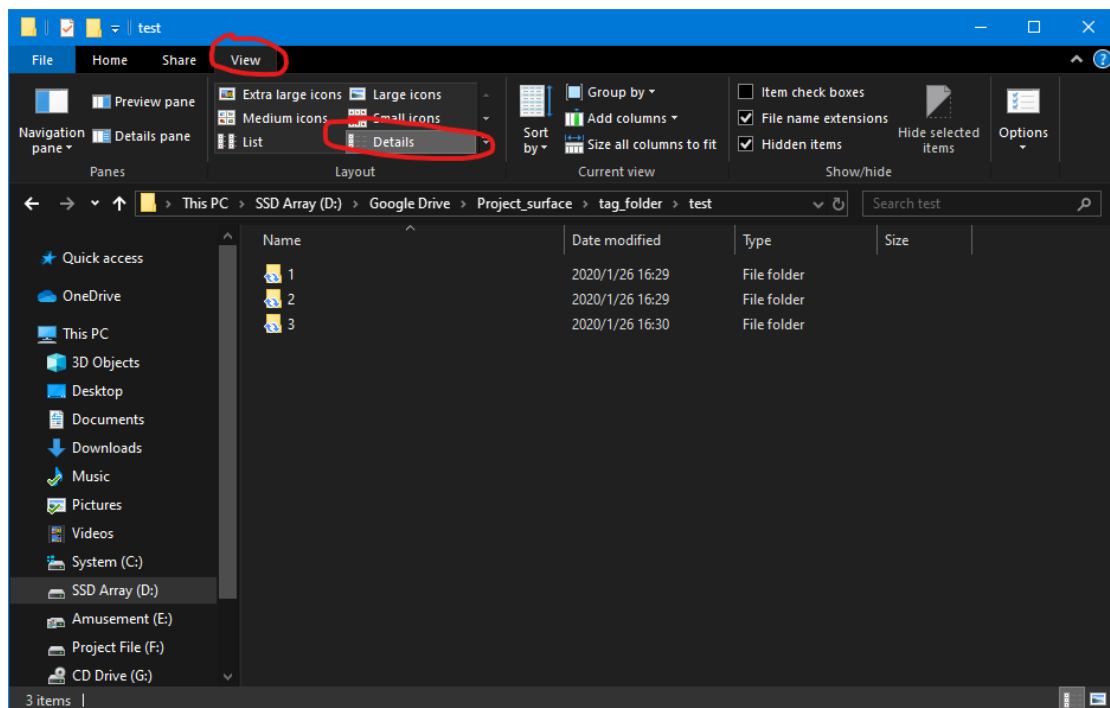 test
File Home Share View
Extra large icons Large icons
Medium icons Small icons
List Details
Preview pane
Details pane
Navigation pane
Panes
Layout
Sort by
Group by
Add columns
Size all columns to fit
Current view
Item check boxes
File name extensions
Hidden items
Hide selected items
Show/hide
Options
This PC > SSD Array (D:) > Google Drive > Project_surface > tag_folder > test
Search test
Name Date modified Type Size
1 2020/1/26 16:29 File folder
2 2020/1/26 16:29 File folder
3 2020/1/26 16:30 File folder
Quick access
OneDrive
This PC
3D Objects
Desktop
Documents
Downloads
Music
Pictures
Videos
System (C:)
SSD Array (D:)
Amusement (E:)
Project File (F:)
CD Drive (G:)
3 items